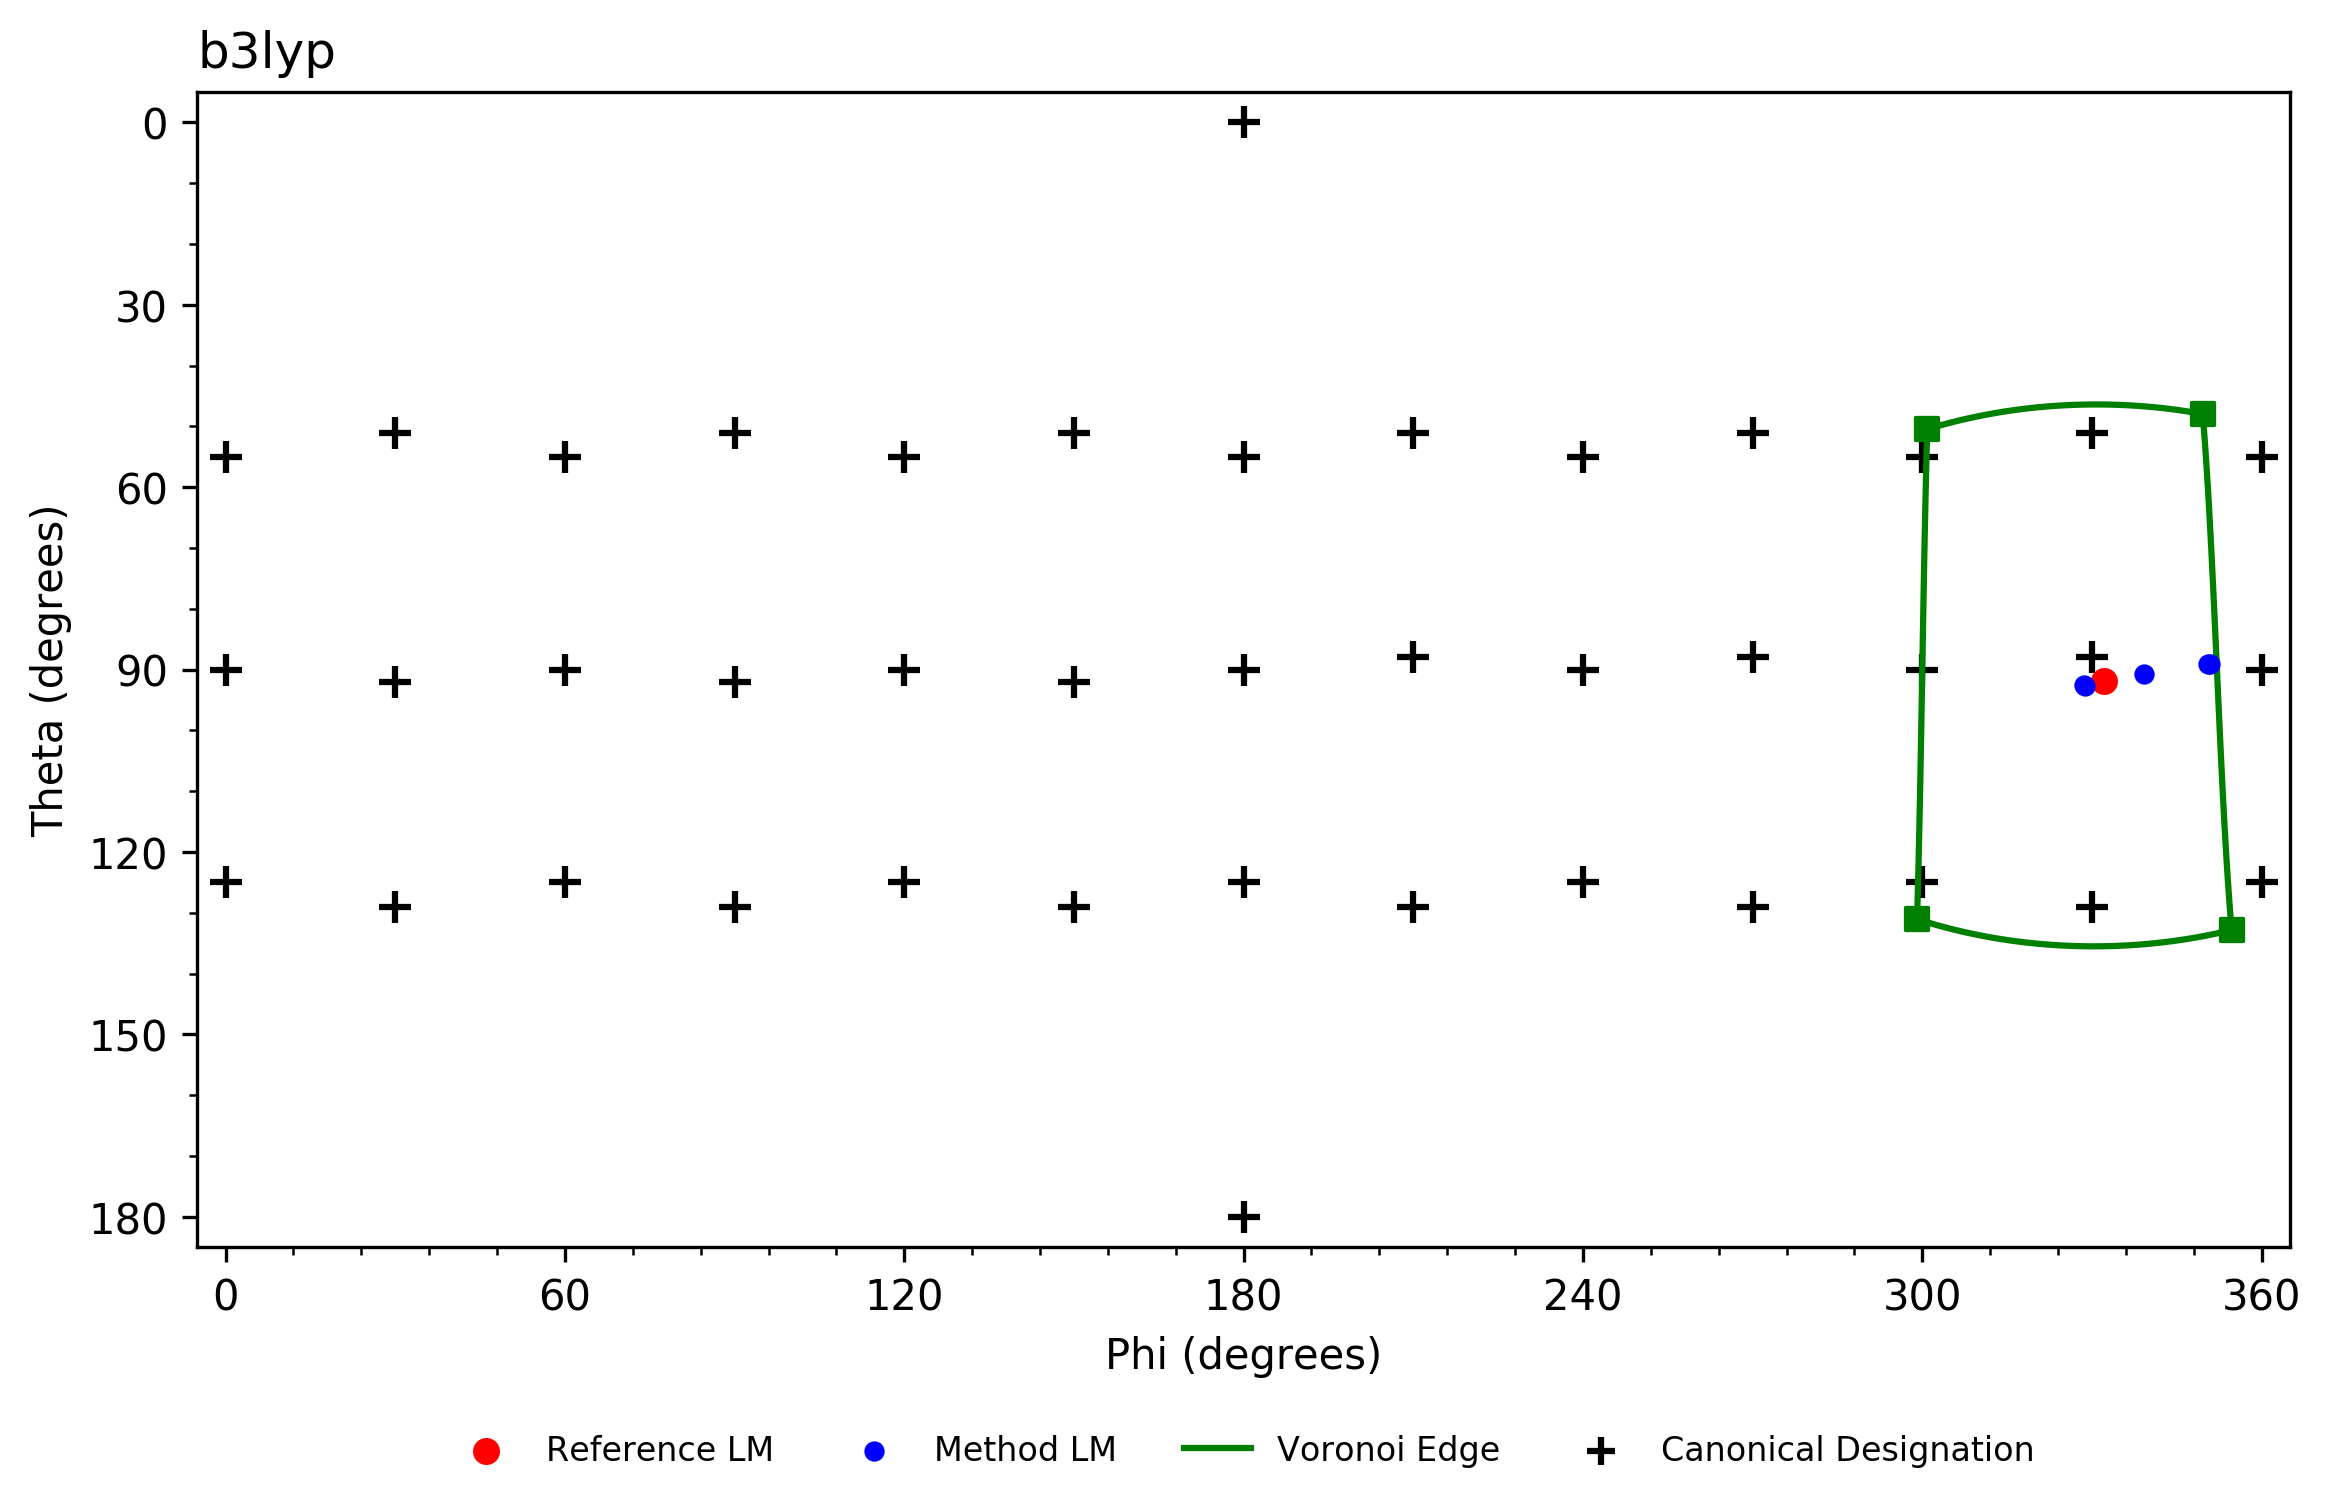 b3lyp
0
30
60
90
120
150
180
Theta (degrees)
0 60 120 180 240 300 360
Phi (degrees)
Reference LM Method LM Voronoi Edge Canonical Designation